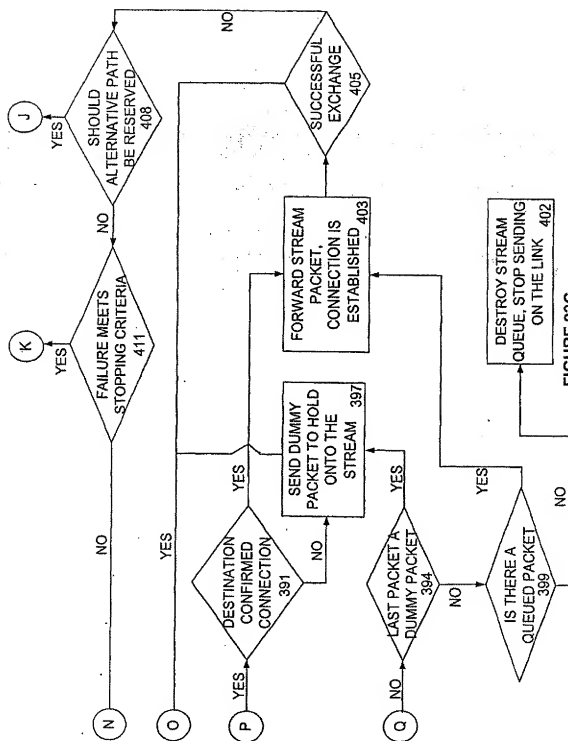 J
YES
SHOULD
ALTERNATIVE PATH
BE RESERVED
408
NO
NO
K
YES
FAILURE MEETS
STOPPING CRITERIA
411
NO
N
YES
O
SUCCESSFUL
EXCHANGE
405
P
YES
DESTINATION
CONFIRMED
CONNECTION
391
YES
NO
FORWARD STREAM
PACKET,
CONNECTION IS
ESTABLISHED 403
SEND DUMMY
PACKET TO HOLD
ONTO THE
STREAM 397
Q
NO
LAST PACKET A
DUMMY PACKET
394
YES
NO
IS THERE A
QUEUED PACKET
399
YES
NO
DESTROY STREAM
QUEUE, STOP SENDING
ON THE LINK 402
FIGURE